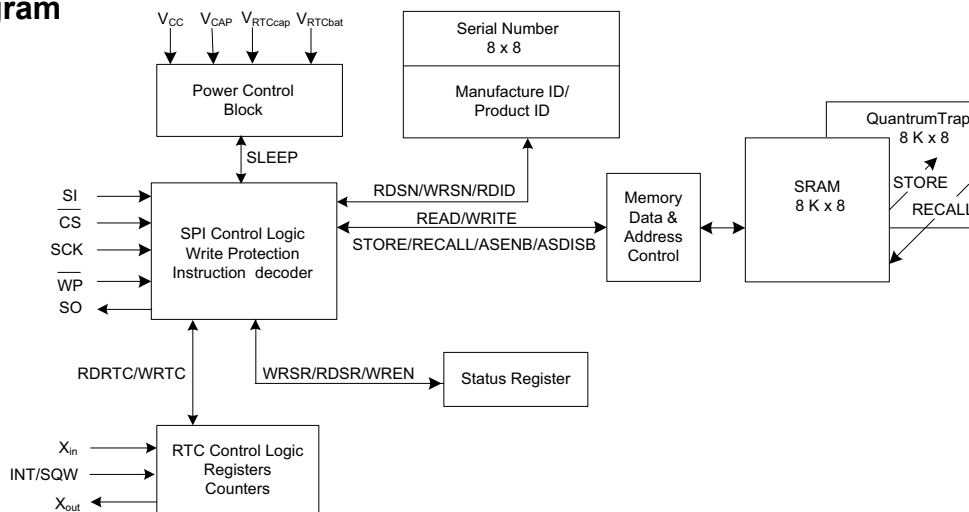 gram
VCC VCAP VRTCcap VRTCbat
Serial Number
8 x 8
Manufacture ID/
Product ID
Power Control
Block
QuantumTrap
8 K x 8
SLEEP
STORE
RECALL
SRAM
8 K x 8
RDSN/WRSN/RDID
READ/WRITE
STORE/RECALL/ASENB/ASDISB
Memory
Data &
Address
Control
SI
CS
SCK
WP
SO
SPI Control Logic
Write Protection
Instruction decoder
RDRTC/WRTC
WRSR/RDSR/WREN
Status Register
Xin
INT/SQW
Xout
RTC Control Logic
Registers
Counters